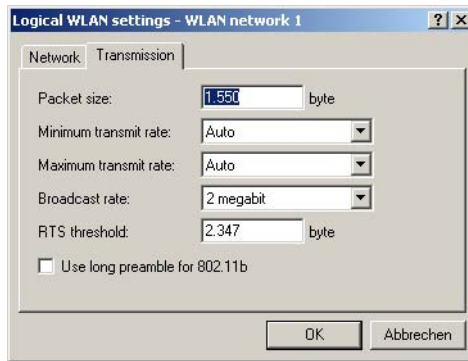 Logical WLAN settings - WLAN network 1
Network Transmission
Packet size: 1.550 byte
Minimum transmit rate: Auto
Maximum transmit rate: Auto
Broadcast rate: 2 megabit
RTS threshold: 2.347 byte
Use long preamble for 802.11b
OK Abbrechen